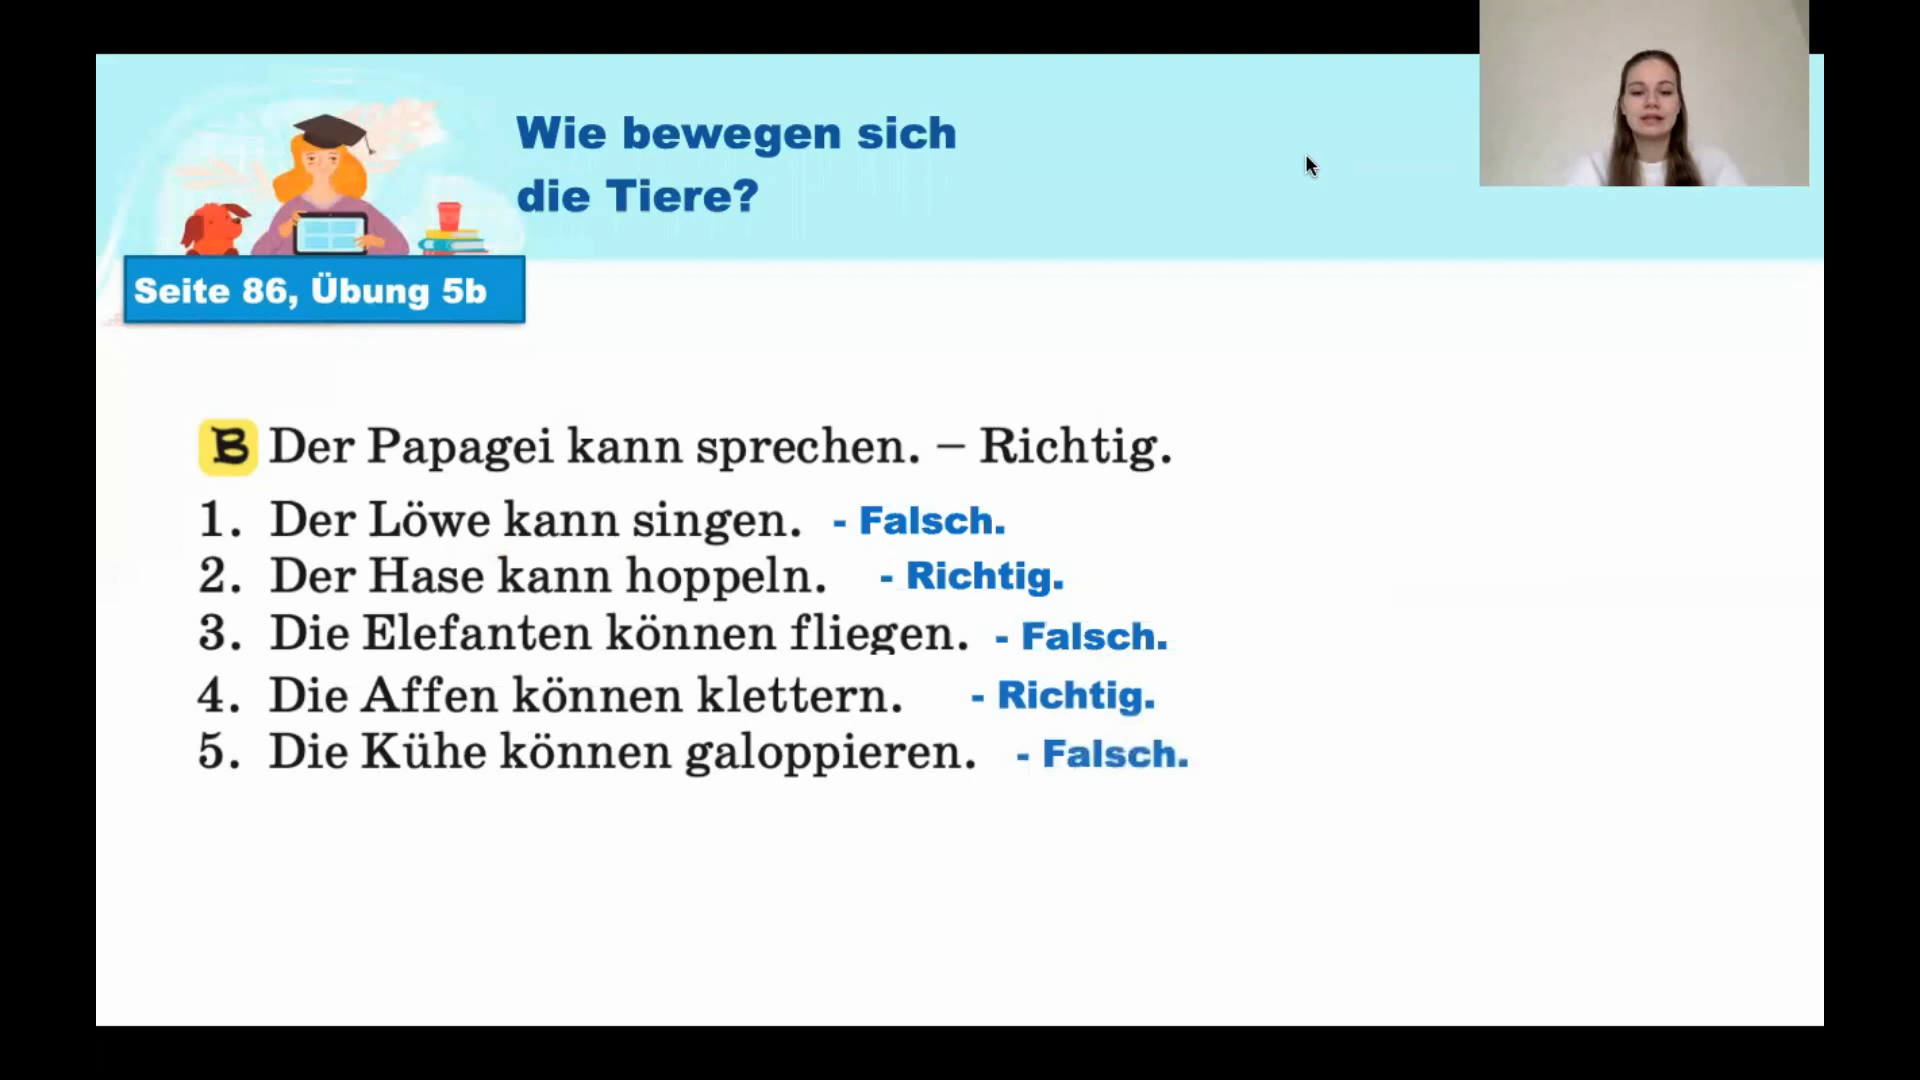 Wie bewegen sich
die Tiere?
Seite 86, Übung 5b
B Der Papagei kann sprechen. – Richtig.
1. Der Löwe kann singen. - Falsch.
2. Der Hase kann hoppeln. - Richtig.
3. Die Elefanten können fliegen. - Falsch.
4. Die Affen können klettern. - Richtig.
5. Die Kühe können galoppieren. - Falsch.